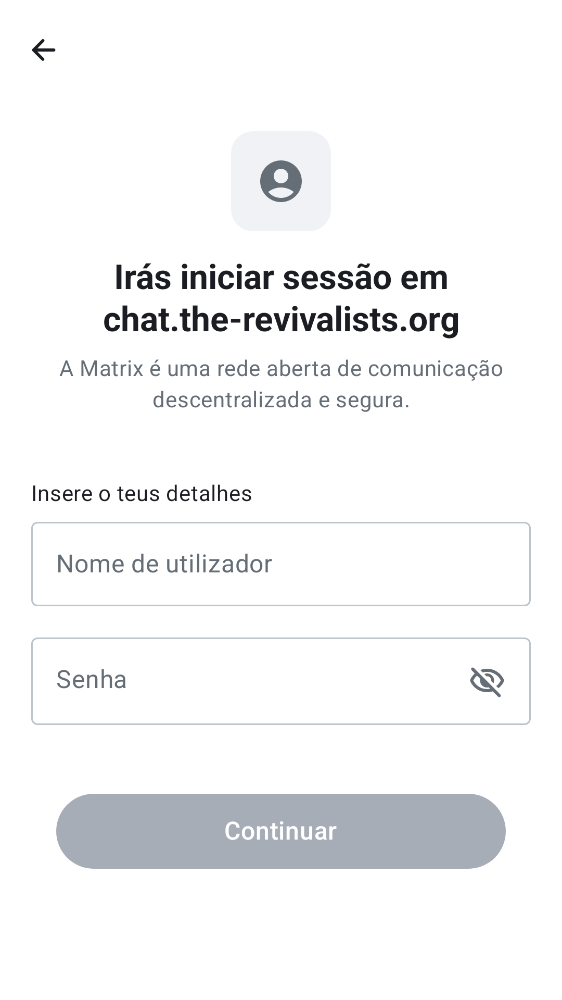 Irás iniciar sessão em
chat.the-revivalists.org
A Matrix é uma rede aberta de comunicação
descentralizada e segura.
Insere o teus detalhes
Nome de utilizador
Senha
Continuar